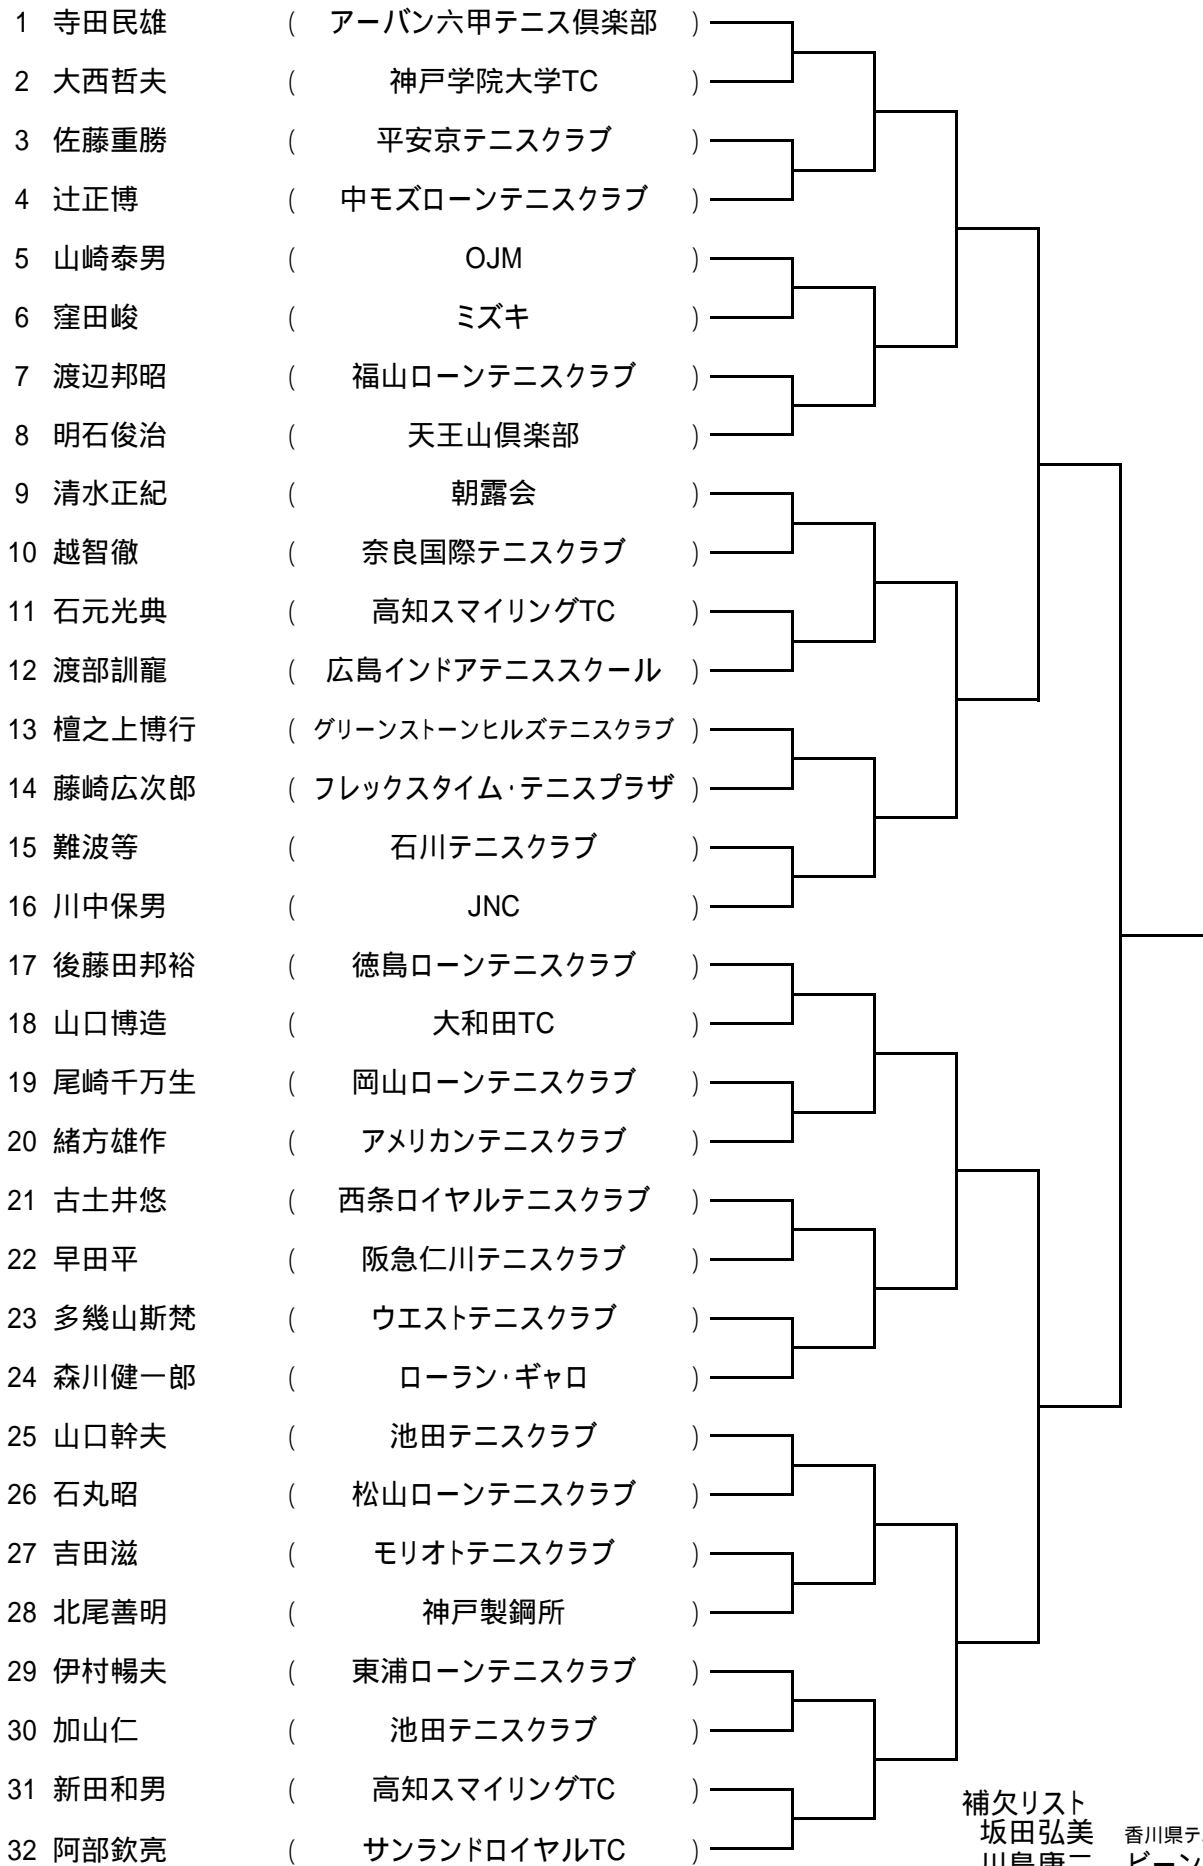 1 寺田民雄 ( アーバン六甲テニス倶楽部 )
2 大西哲夫 ( 神戸学院大学TC )
3 佐藤重勝 ( 平安京テニスクラブ )
4 辻正博 ( 中モズローンテニスクラブ )
5 山崎泰男 ( OJM )
6 窪田峻 ( ミズキ )
7 渡辺邦昭 ( 福山ローンテニスクラブ )
8 明石俊治 ( 天王山倶楽部 )
9 清水正紀 ( 朝露会 )
10 越智徹 ( 奈良国際テニスクラブ )
11 石元光典 ( 高知スマイリングTC )
12 渡部訓寵 ( 広島インドアテニススクール )
13 檀之上博行 ( グリーンストーンヒルズテニスクラブ )
14 藤崎広次郎 ( フレックスタイム・テニスプラザ )
15 難波等 ( 石川テニスクラブ )
16 川中保男 ( JNC )
17 後藤田邦裕 ( 徳島ローンテニスクラブ )
18 山口博造 ( 大和田TC )
19 尾崎千万生 ( 岡山ローンテニスクラブ )
20 緒方雄作 ( アメリカンテニスクラブ )
21 古土井悠 ( 西条ロイヤルテニスクラブ )
22 早田平 ( 阪急仁川テニスクラブ )
23 多幾山斯梵 ( ウエストテニスクラブ )
24 森川健一郎 ( ローラン・ギャロ )
25 山口幹夫 ( 池田テニスクラブ )
26 石丸昭 ( 松山ローンテニスクラブ )
27 吉田滋 ( モリオトテニスクラブ )
28 北尾善明 ( 神戸製鋼所 )
29 伊村暢夫 ( 東浦ローンテニスクラブ )
30 加山仁 ( 池田テニスクラブ )
31 新田和男 ( 高知スマイリングTC )
32 阿部欽亮 ( サンランドロイヤルTC )
補欠リスト
坂田弘美 香川県テ